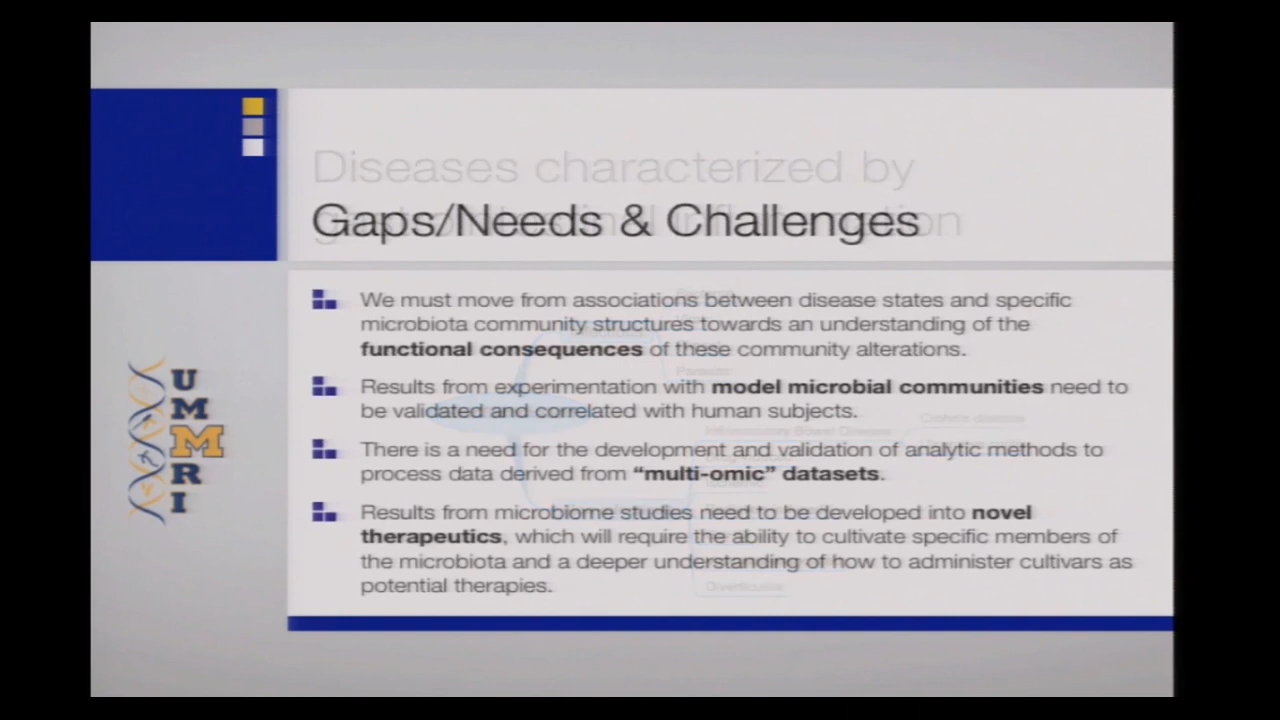 Diseases characterized by
Gaps/Needs & Challenges
We must move from associations between disease states and specific
microbiota community structures towards an understanding of the
functional consequences of these community alterations.
Results from experimentation with model microbial communities need to
be validated and correlated with human subjects.
There is a need for the development and validation of analytic methods to
process data derived from “multi-omic” datasets.
Results from microbiome studies need to be developed into novel
therapeutics, which will require the ability to cultivate specific members of
the microbiota and a deeper understanding of how to administer cultivars as
potential therapies.
U
M
M
R
I
Crohn's disease
Diverticulitis